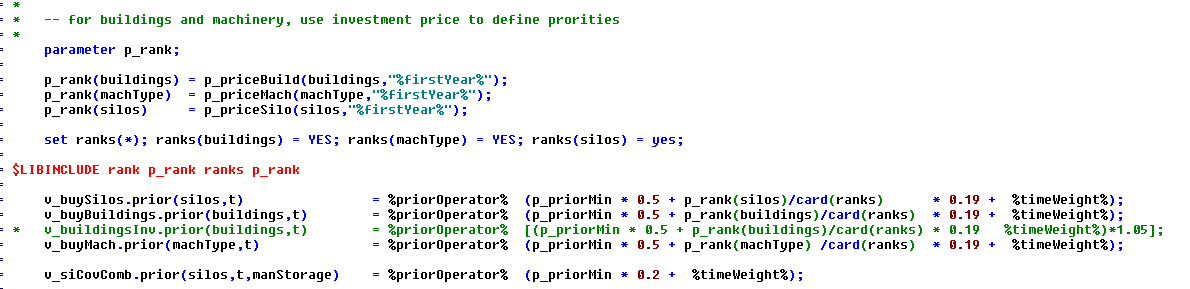 *
*   -- for buildings and machinery, use investment price to define prorities
*
    parameter p_rank;

    p_rank(buildings) = p_priceBuild(buildings,"%firstYear%");
    p_rank(machType)  = p_priceMach(machType,"%firstYear%");
    p_rank(silos)     = p_priceSilo(silos,"%firstYear%");

    set ranks(*); ranks(buildings) = YES; ranks(machType) = YES; ranks(silos) = yes;

$LIBINCLUDE rank p_rank ranks p_rank

    v_buySilos.prior(silos,t)                = %priorOperator%  (p_priorMin * 0.5 + p_rank(silos)/card(ranks)      * 0.19 +  %timeWeight%);
    v_buyBuildings.prior(buildings,t)        = %priorOperator%  (p_priorMin * 0.5 + p_rank(buildings)/card(ranks)  * 0.19 +  %timeWeight%);
*   v_buildingsInv.prior(buildings,t)        = %priorOperator%  [(p_priorMin * 0.5 + p_rank(buildings)/card(ranks) * 0.19   %timeWeight%)*1.05];
    v_buyMach.prior(machType,t)              = %priorOperator%  (p_priorMin * 0.5 + p_rank(machType) /card(ranks)  * 0.19 +  %timeWeight%);

    v_siCovComb.prior(silos,t,manStorage)    = %priorOperator%  (p_priorMin * 0.2 +  %timeWeight%);